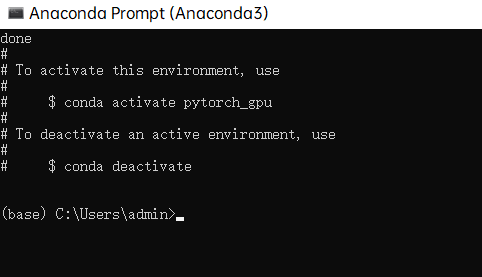 Anaconda Prompt (Anaconda3)
done
#
# To activate this environment, use
#
#     $ conda activate pytorch_gpu
#
# To deactivate an active environment, use
#
#     $ conda deactivate
(base) C:\Users\admin>